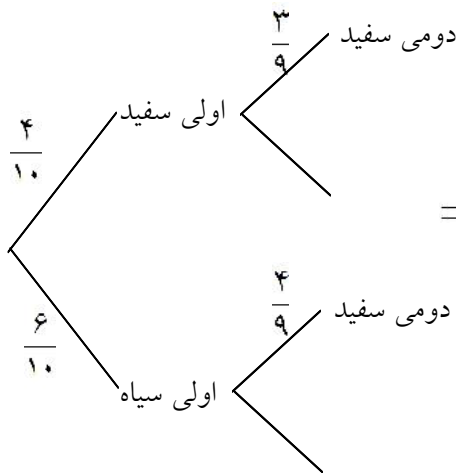 ۳/۹ دومی سفید
۴/۱۰ اولی سفید
=
۴/۹ دومی سفید
۶/۱۰ اولی سیاه